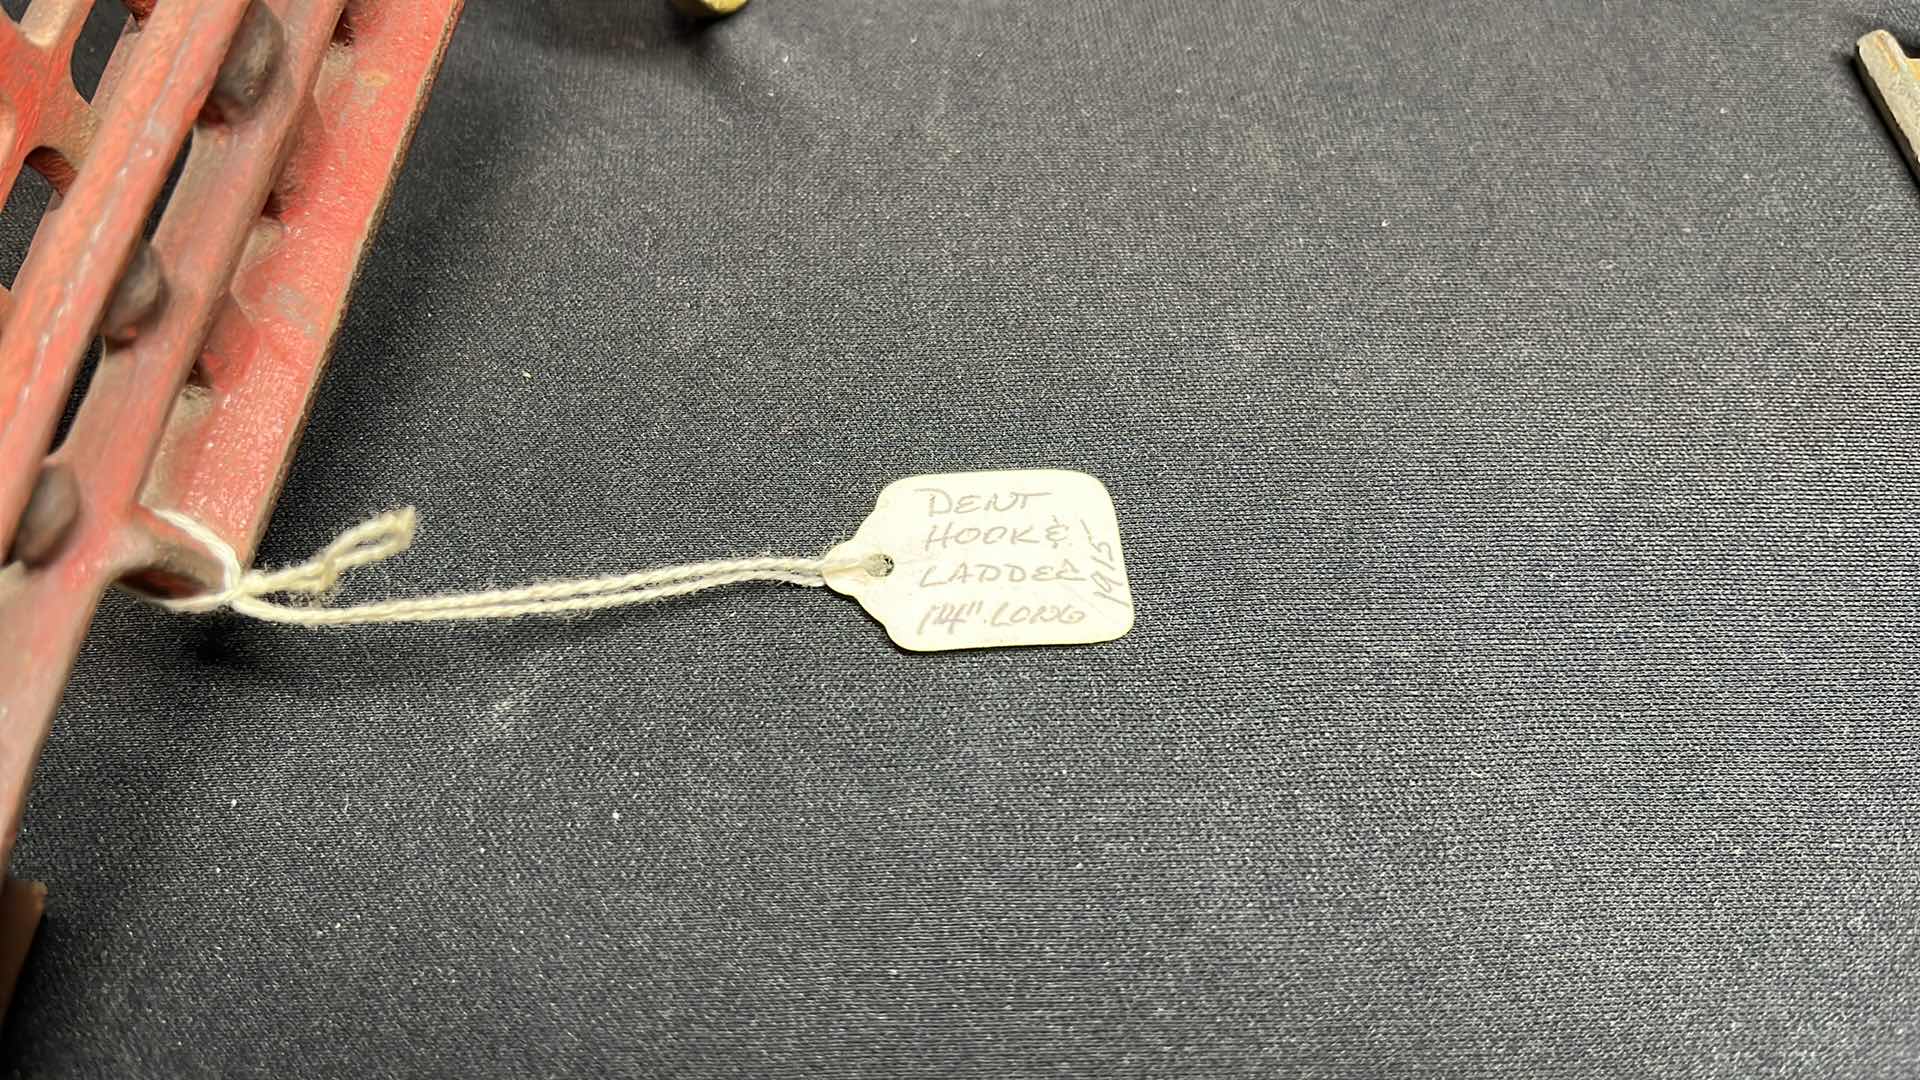 DENT
HOOK &
LADDER
14" LONG
1915